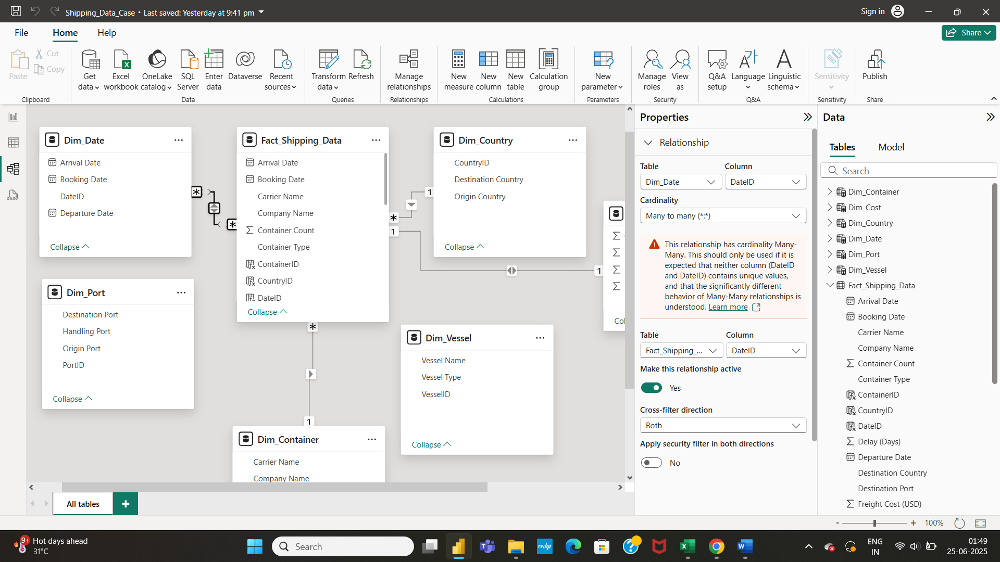 Shipping_Data_Case • Last saved: Yesterday at 9:41 pm
Sign in
File
Home
Help
Share
Paste
Cut
Copy
Clipboard
Get data
Excel workbook
OneLake catalog
SQL Server
Enter data
Dataverse
Recent sources
Data
Transform data
Refresh
Queries
Manage relationships
Relationships
New measure
New column
New table
Calculation group
Calculations
New parameter
Parameters
Manage roles
View as
Security
Q&A setup
Language
Linguistic schema
Q&A
Sensitivity
Sensitivity
Publish
Share
Dim_Date
Arrival Date
Booking Date
DateID
Departure Date
Collapse
Fact_Shipping_Data
Arrival Date
Booking Date
Carrier Name
Company Name
Container Count
Container Type
ContainerID
CountryID
DateID
Collapse
Dim_Country
CountryID
Destination Country
Origin Country
Collapse
*
*
*
1
1
1
Col
Dim_Port
Destination Port
Handling Port
Origin Port
PortID
Collapse
*
1
Dim_Vessel
Vessel Name
Vessel Type
VesselID
Collapse
Dim_Container
Carrier Name
Company Name
All tables
+
Properties
Relationship
Table
Column
Dim_Date
DateID
Cardinality
Many to many (*:*)
This relationship has cardinality Many-
Many. This should only be used if it is
expected that neither column (DateID
and DateID) contains unique values,
and that the significantly different
behavior of Many-Many relationships is
understood. Learn more
Table
Column
Fact_Shipping_...
DateID
Make this relationship active
Yes
Cross-filter direction
Both
Apply security filter in both directions
No
Data
Tables
Model
Search
Dim_Container
Dim_Cost
Dim_Country
Dim_Date
Dim_Port
Dim_Vessel
Fact_Shipping_Data
Arrival Date
Booking Date
Carrier Name
Company Name
Container Count
Container Type
ContainerID
CountryID
DateID
Delay (Days)
Departure Date
Destination Country
Destination Port
Freight Cost (USD)
- + 100%
9+
Hot days ahead
31°C
Search
myhp
ENG
IN
01:49
25-06-2025